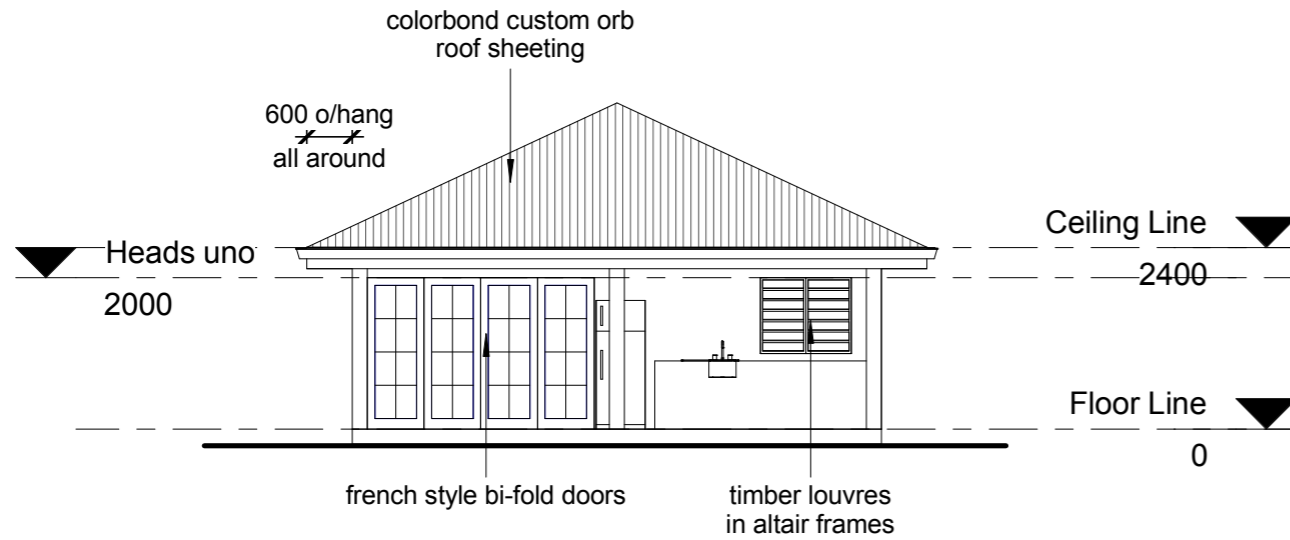 colorbond custom orb
roof sheeting
600 o/hang
all around
Heads uno
2000
Ceiling Line
2400
Floor Line
0
french style bi-fold doors
timber louvres
in altair frames